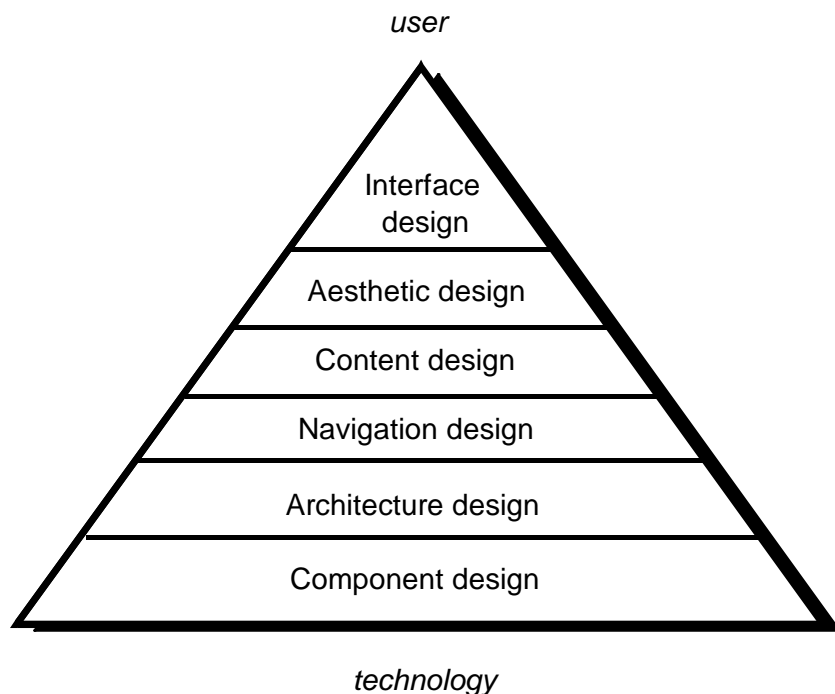 user
Interface
design
Aesthetic design
Content design
Navigation design
Architecture design
Component design
technology